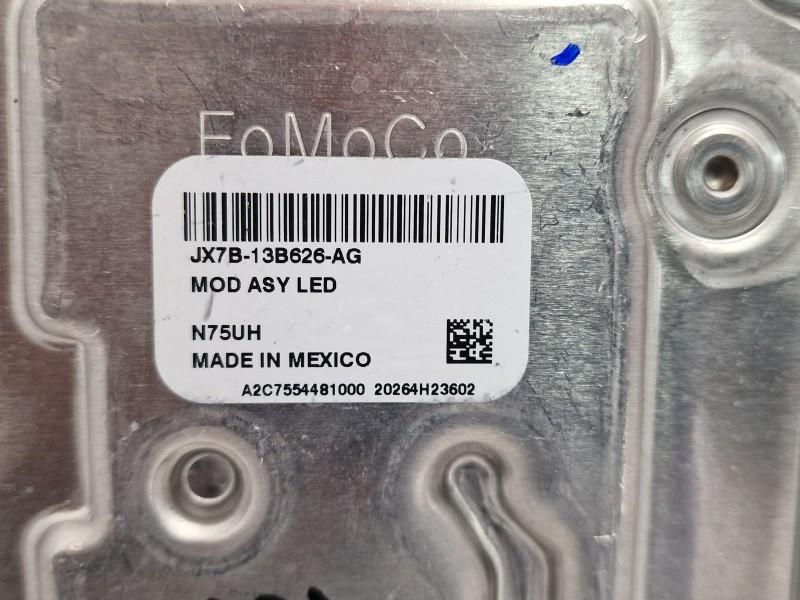 FoMoCo
JX7B-13B626-AG
MOD ASY LED
N75UH
MADE IN MEXICO
A2C7554481000 20264H23602